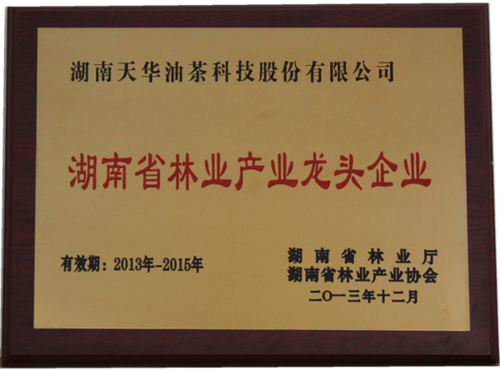 湖南天华油茶科技股份有限公司
湖南省林业产业龙头企业
有效期：2013年-2015年
湖南省林业厅
湖南省林业产业协会
二〇一三年十二月